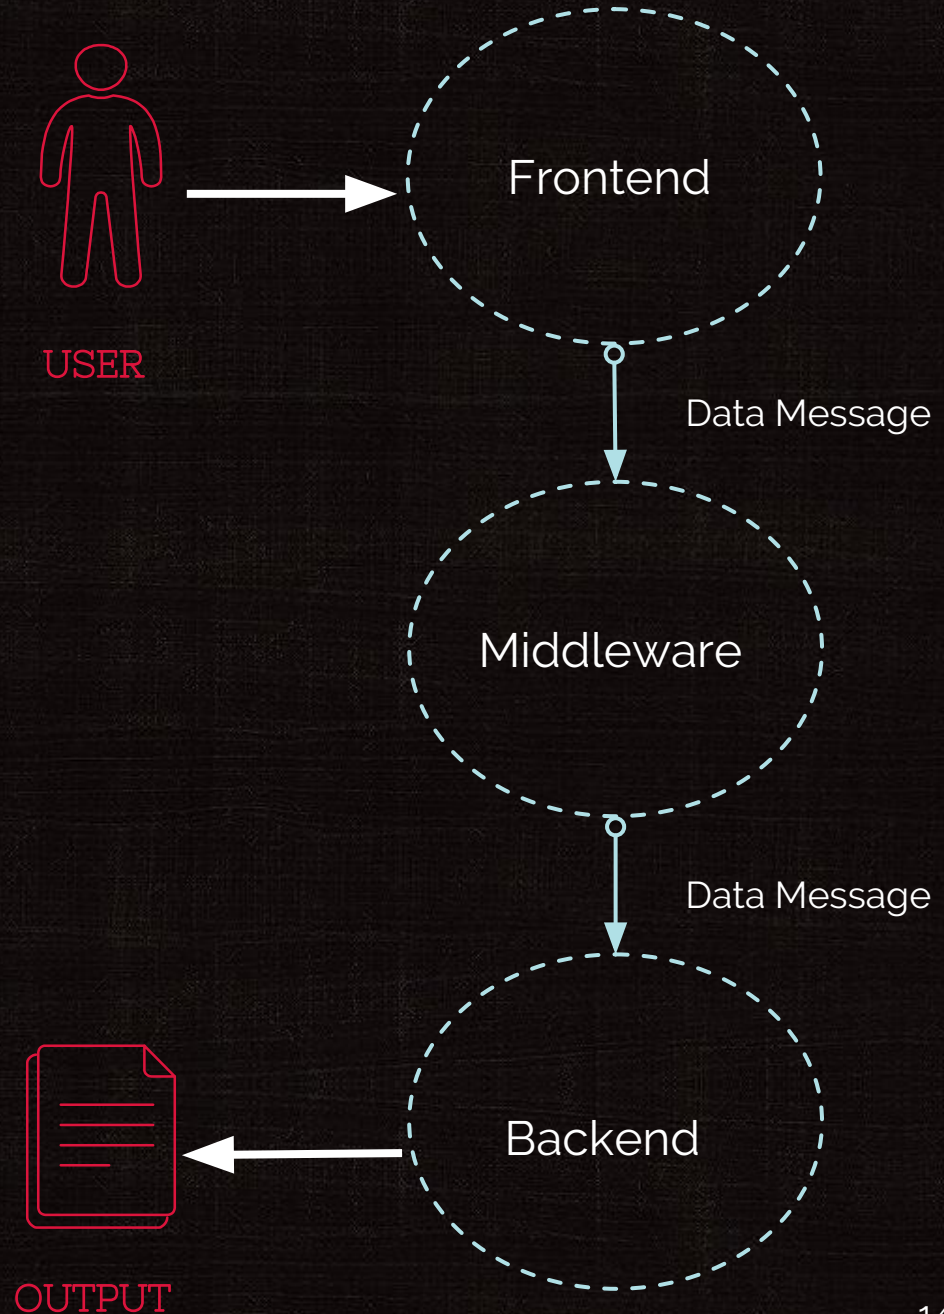 Frontend
USER
Data Message
Middleware
Data Message
Backend
OUTPUT